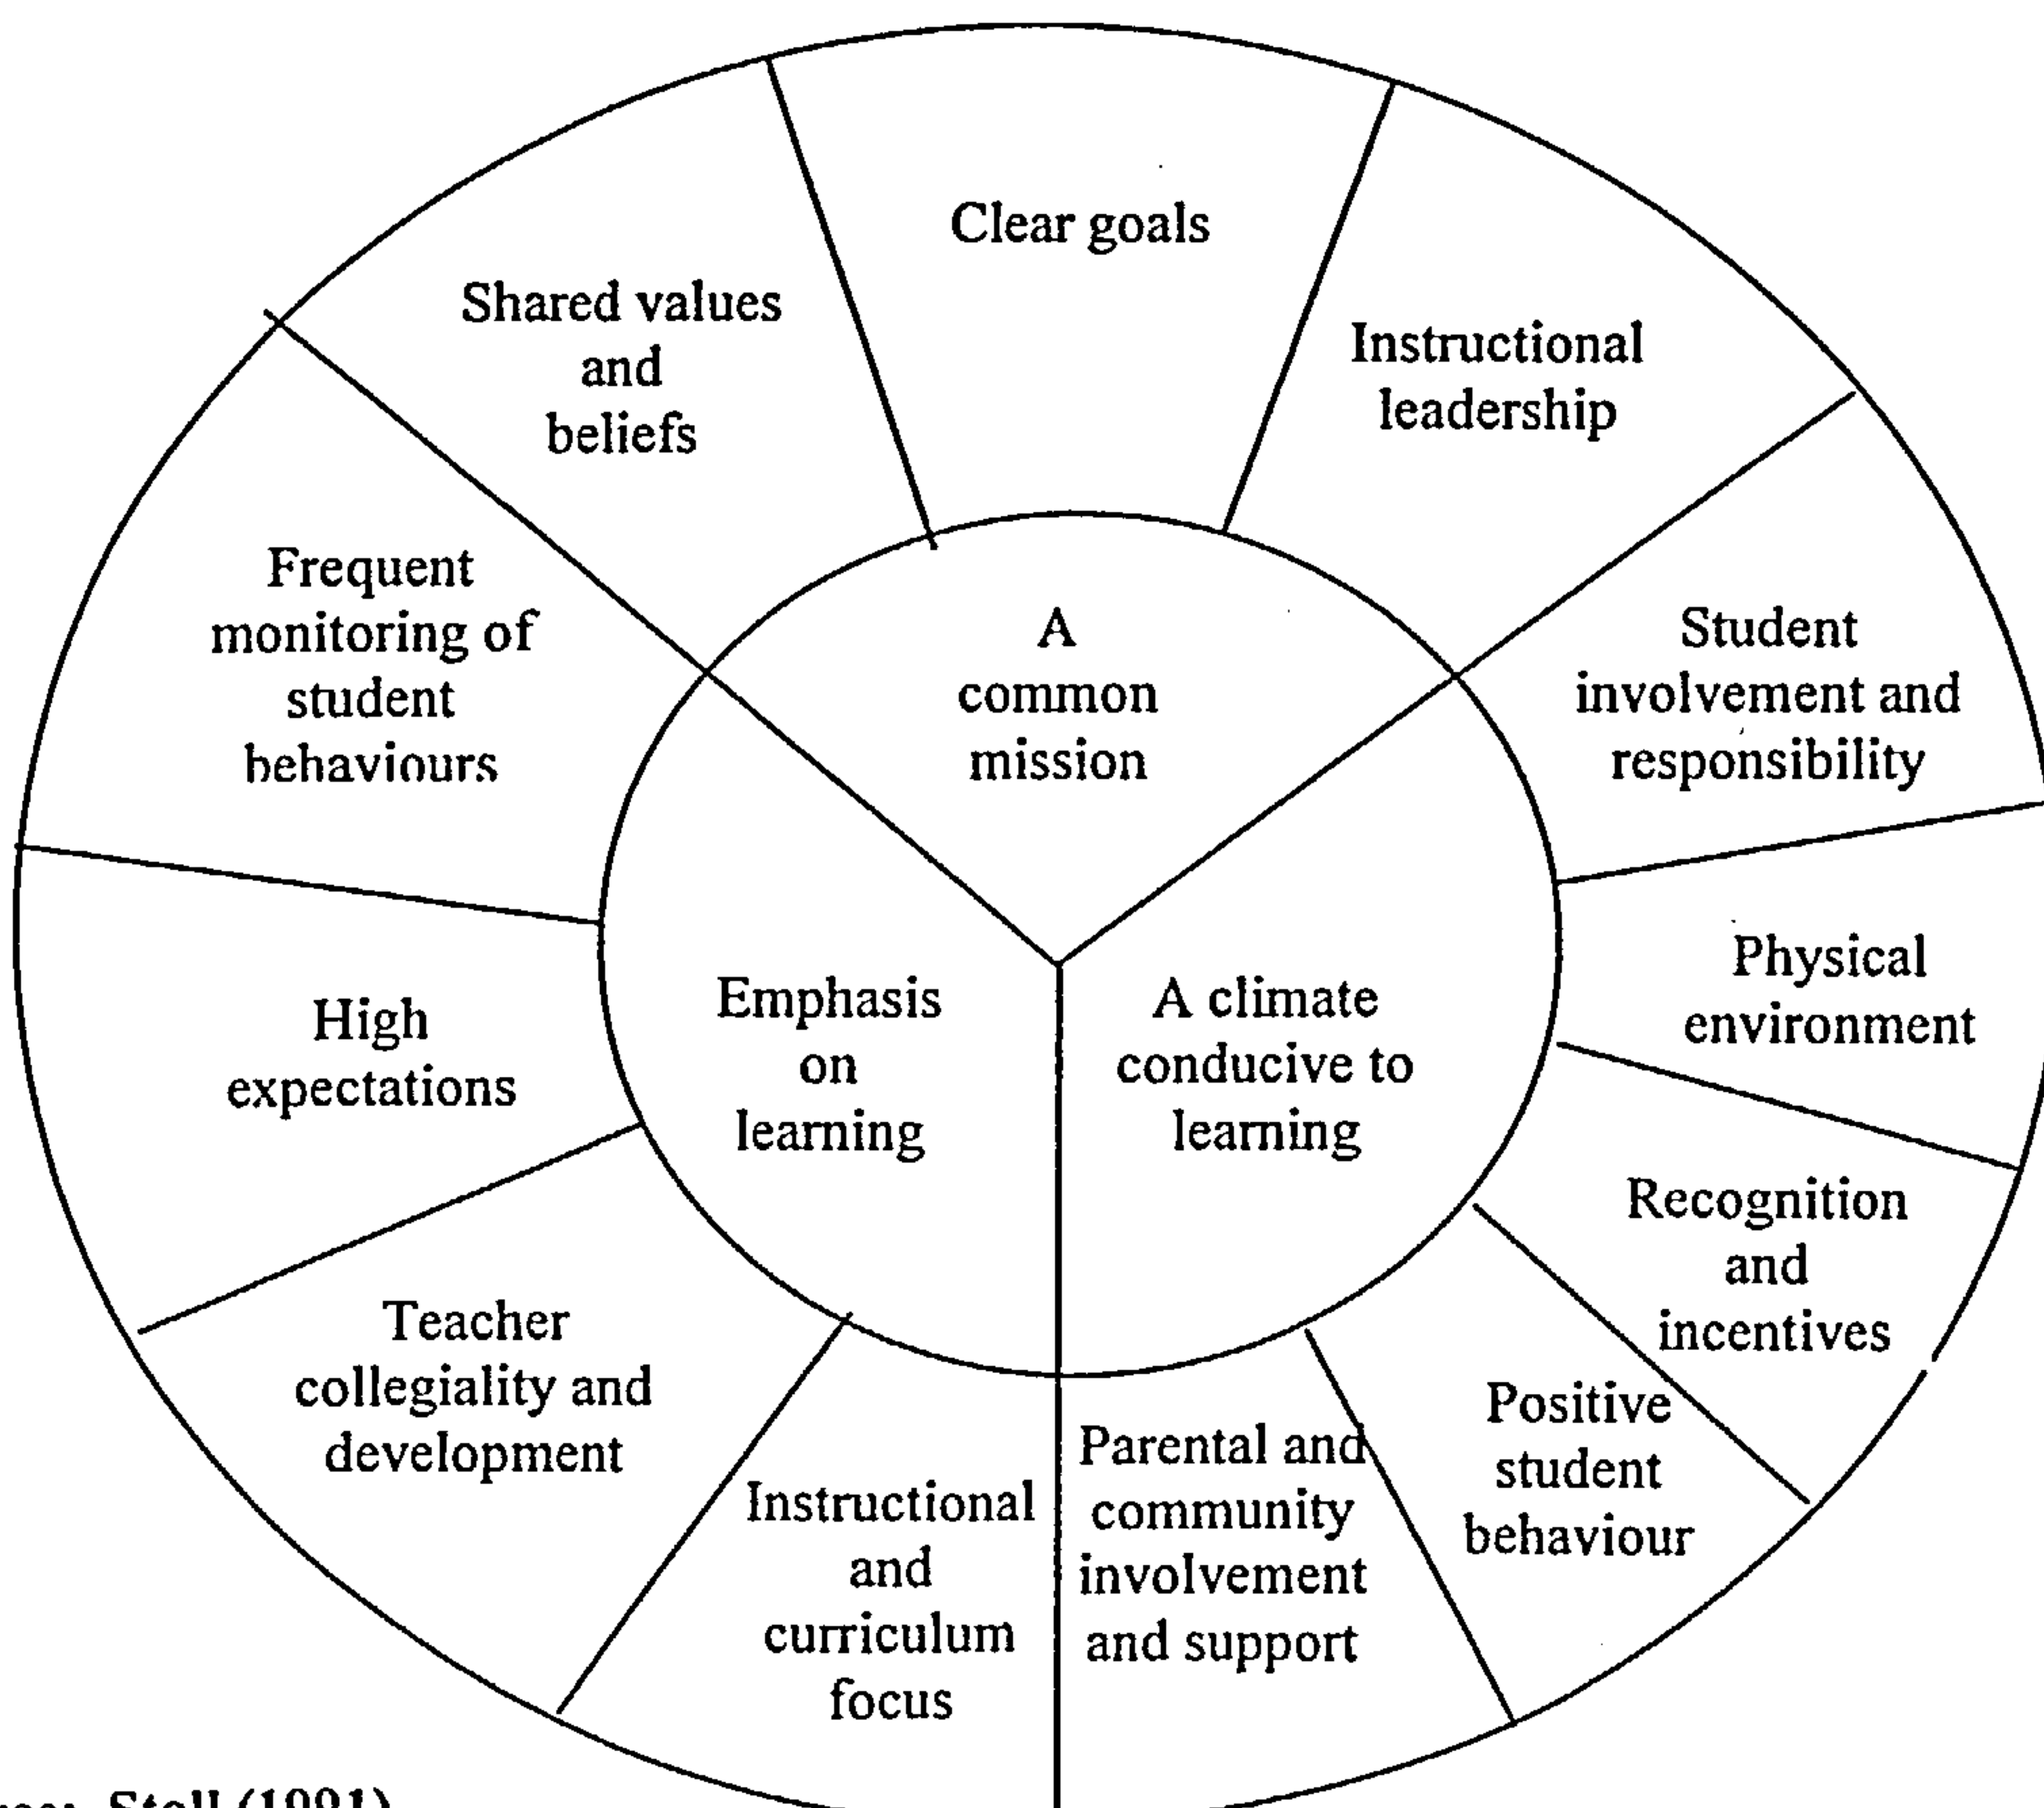 Clear goals
Shared values
and
beliefs
Instructional
leadership
Frequent
monitoring of
student
behaviours
A
common
mission
Student
involvement and
responsibility
High
expectations
Emphasis
on
learning
A climate
conducive to
learning
Physical
environment
Recognition
and
incentives
Teacher
collegiality and
development
Instructional
and
curriculum
focus
Parental and
community
involvement
and support
Positive
student
behaviour
Stoll (1991)